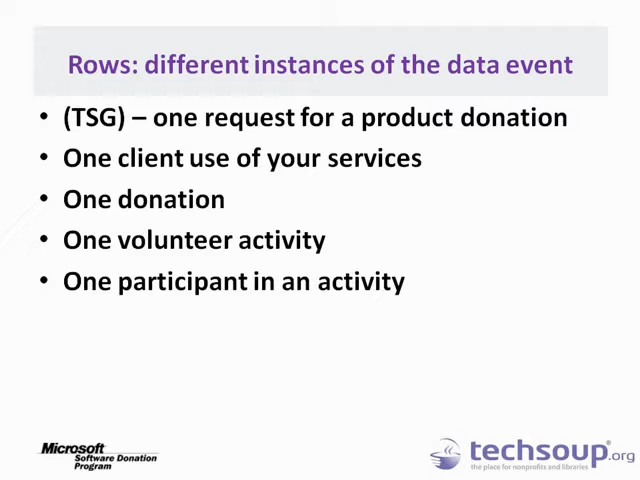 Rows: different instances of the data event
• (TSG) – one request for a product donation
• One client use of your services
• One donation
• One volunteer activity
• One participant in an activity
Microsoft
Software Donation
Program
techsoup.org
the place for nonprofits and libraries